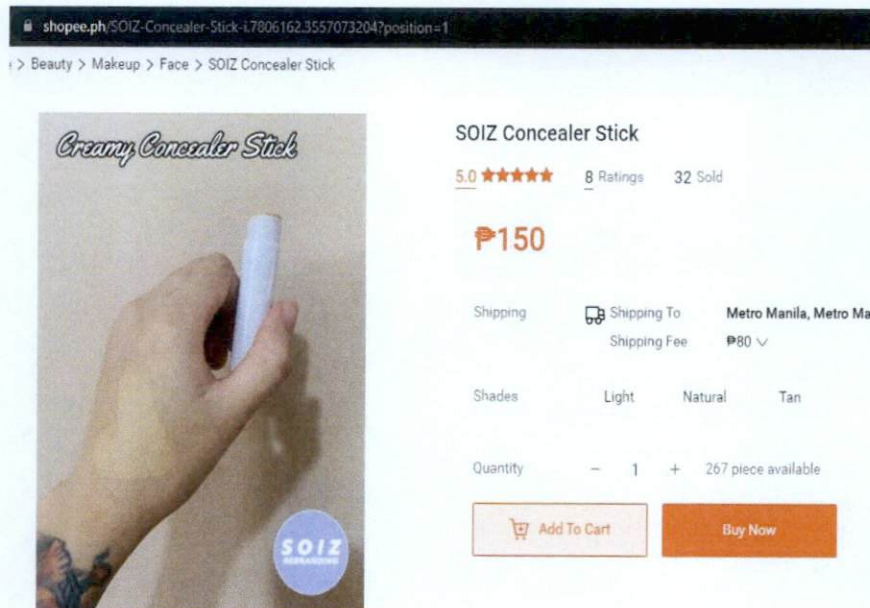 shopee.ph/SOIZ-Concealer-Stick-i.7806162.3557073204?position=1
> Beauty > Makeup > Face > SOIZ Concealer Stick
Creamy Concealer Stick
SOIZ
REBRANDING
SOIZ Concealer Stick
5.0 8 Ratings 32 Sold
₱150
Shipping Shipping To Metro Manila, Metro Ma
Shipping Fee ₱80
Shades Light Natural Tan
Quantity - 1 + 267 piece available
Add To Cart Buy Now